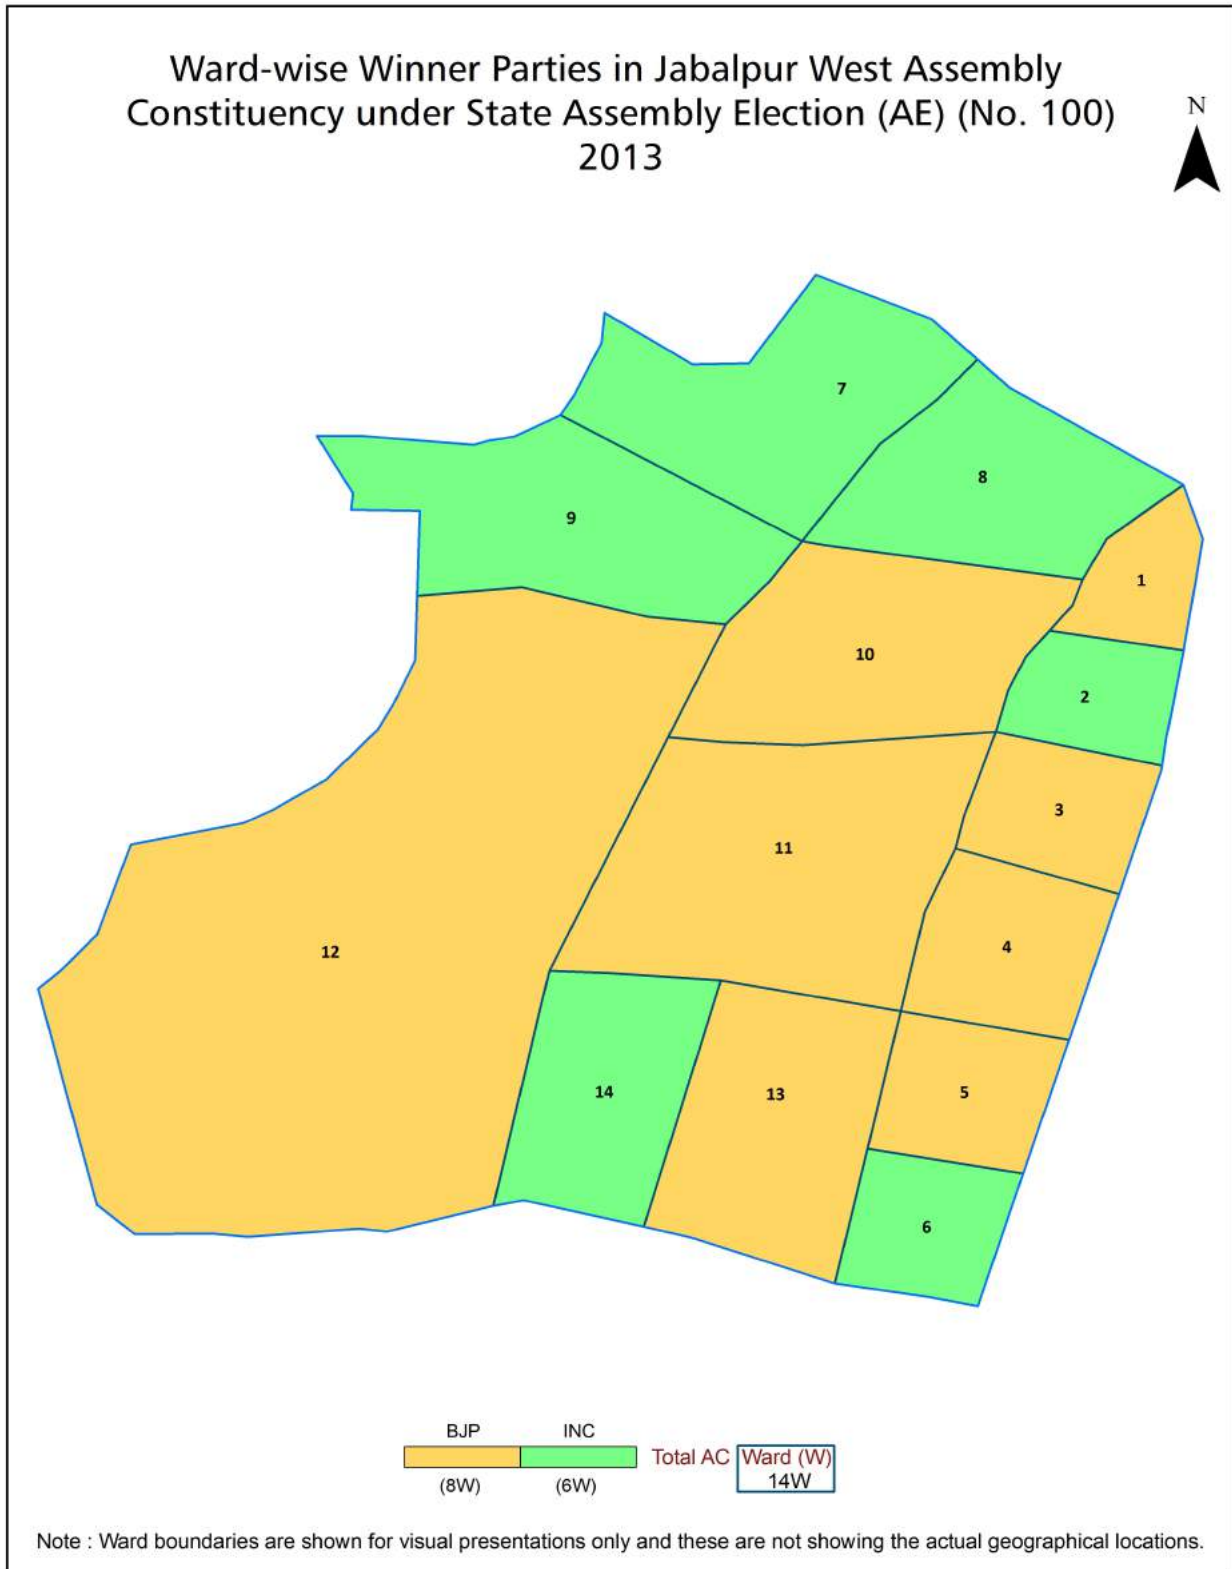 Ward-wise Winner Parties in Jabalpur West Assembly
Constituency under State Assembly Election (AE) (No. 100)
2013
N
7
8
9
1
10
2
3
11
4
12
14
13
5
6
BJP INC
Total AC Ward (W)
14W
(8W) (6W)
Note : Ward boundaries are shown for visual presentations only and these are not showing the actual geographical locations.